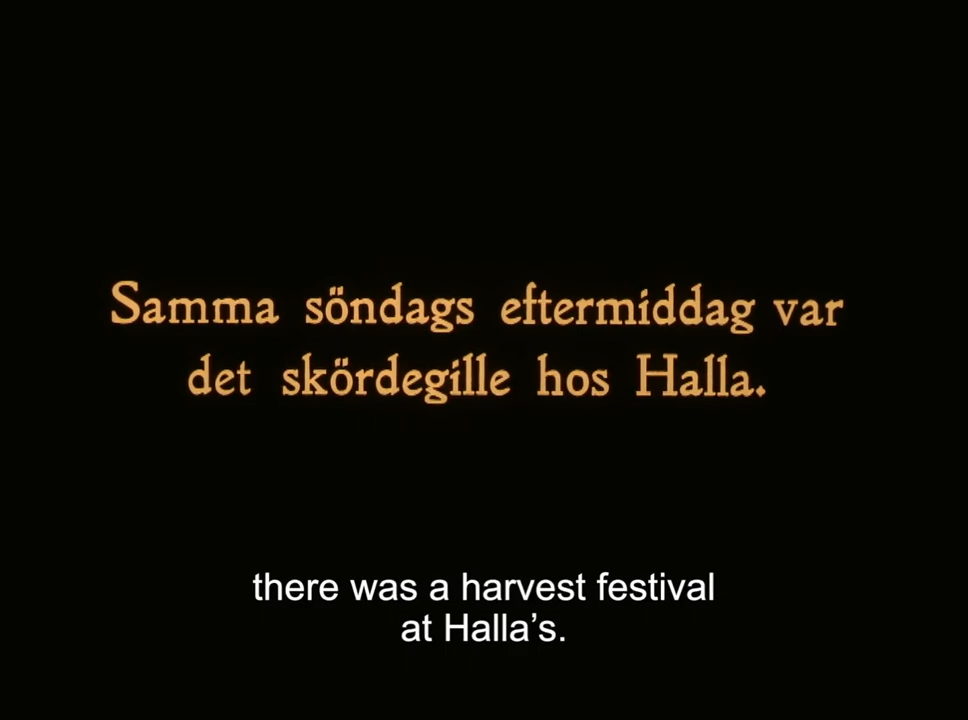 Samma söndags eftermiddag var
det skördegille hos Halla.
there was a harvest festival
at Halla’s.